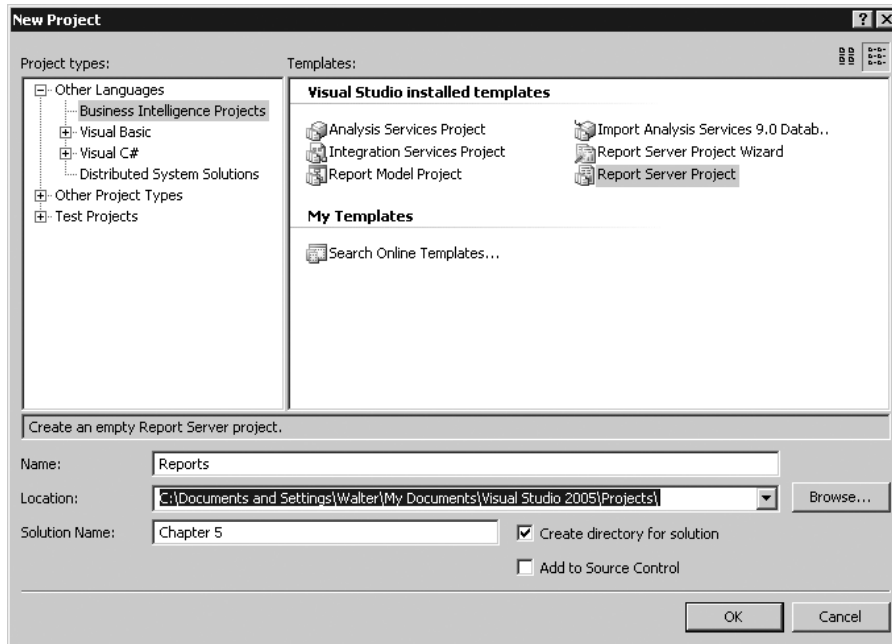 New Project
Project types:
Templates:
Other Languages
Business Intelligence Projects
Visual Basic
Visual C#
Distributed System Solutions
Other Project Types
Test Projects
Visual Studio installed templates
Analysis Services Project
Import Analysis Services 9.0 Datab..
Integration Services Project
Report Server Project Wizard
Report Model Project
Report Server Project
My Templates
Search Online Templates...
Create an empty Report Server project.
Name:
Reports
Location:
C:\Documents and Settings\Walter\My Documents\Visual Studio 2005\Projects\
Browse...
Solution Name:
Chapter 5
Create directory for solution
Add to Source Control
OK
Cancel